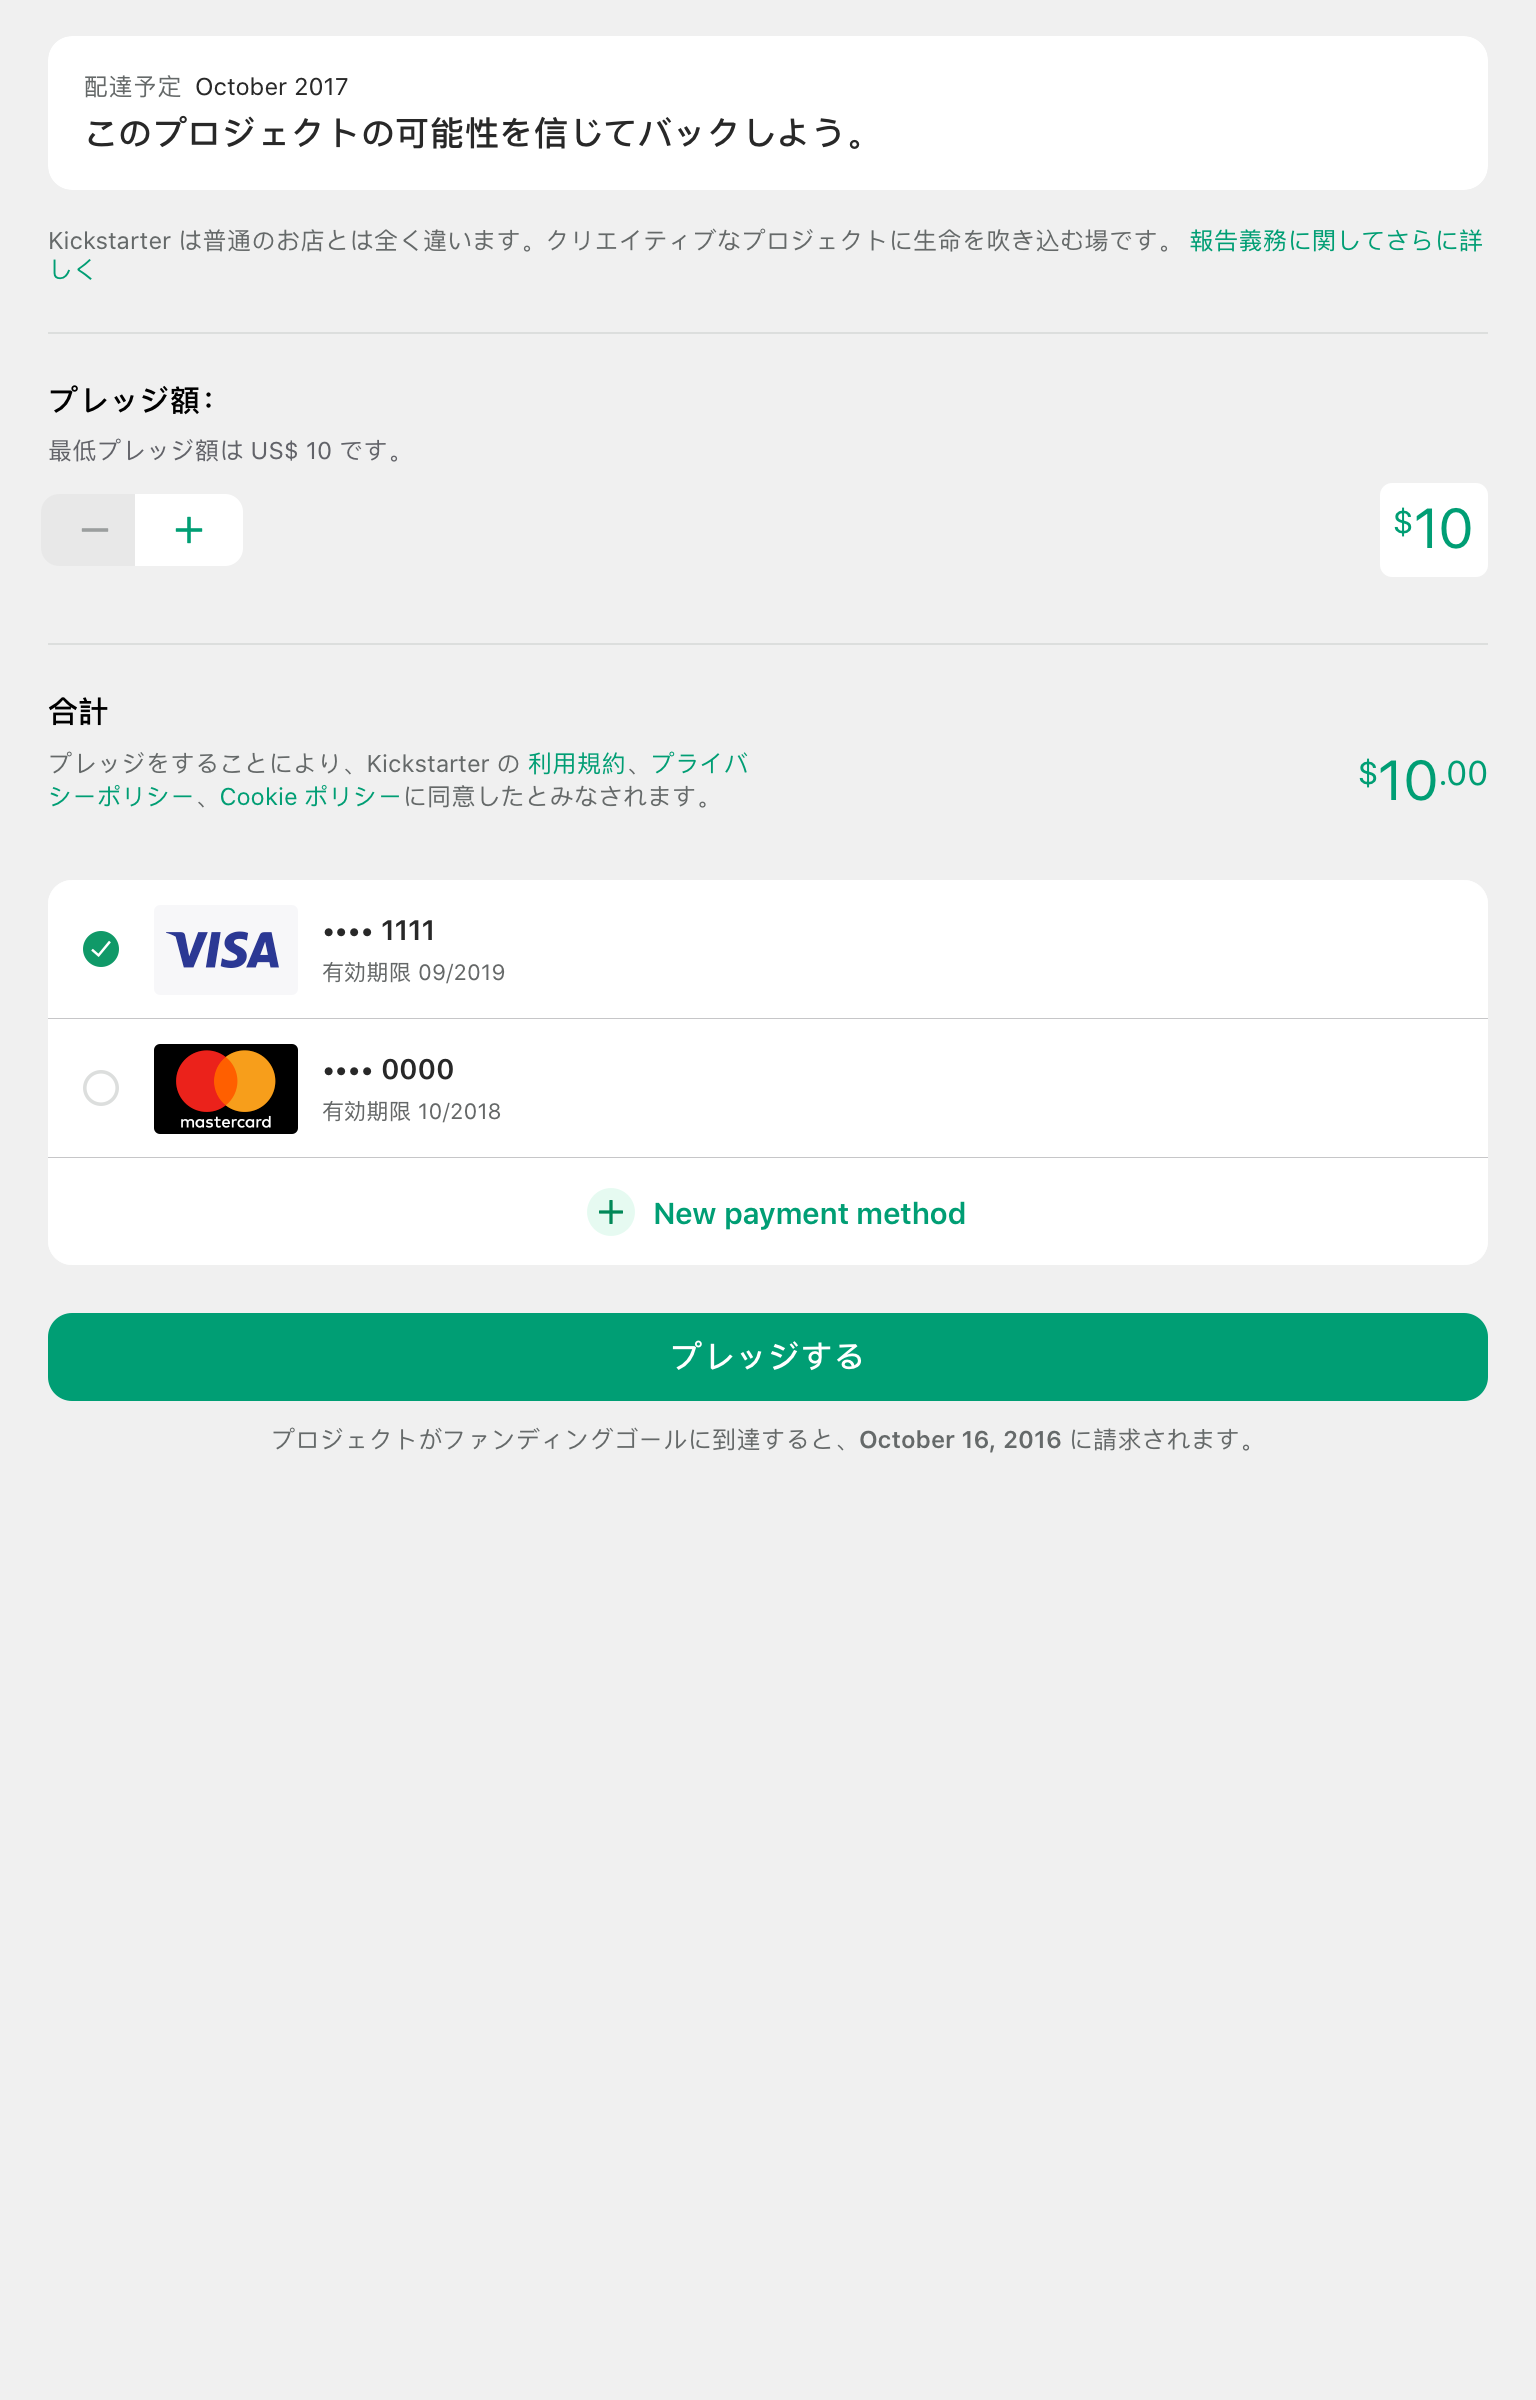 配達予定 October 2017
このプロジェクトの可能性を信じてバックしよう。
Kickstarter は普通のお店とは全く違います。クリエイティブなプロジェクトに生命を吹き込む場です。 報告義務に関してさらに詳
しく
プレッジ額：
最低プレッジ額は US$ 10 です。
− +
$10
合計
プレッジをすることにより、Kickstarter の 利用規約、プライバ
シーポリシー、Cookie ポリシーに同意したとみなされます。
$10.00
VISA
•••• 1111
有効期限 09/2019
mastercard
•••• 0000
有効期限 10/2018
+ New payment method
プレッジする
プロジェクトがファンディングゴールに到達すると、October 16, 2016 に請求されます。